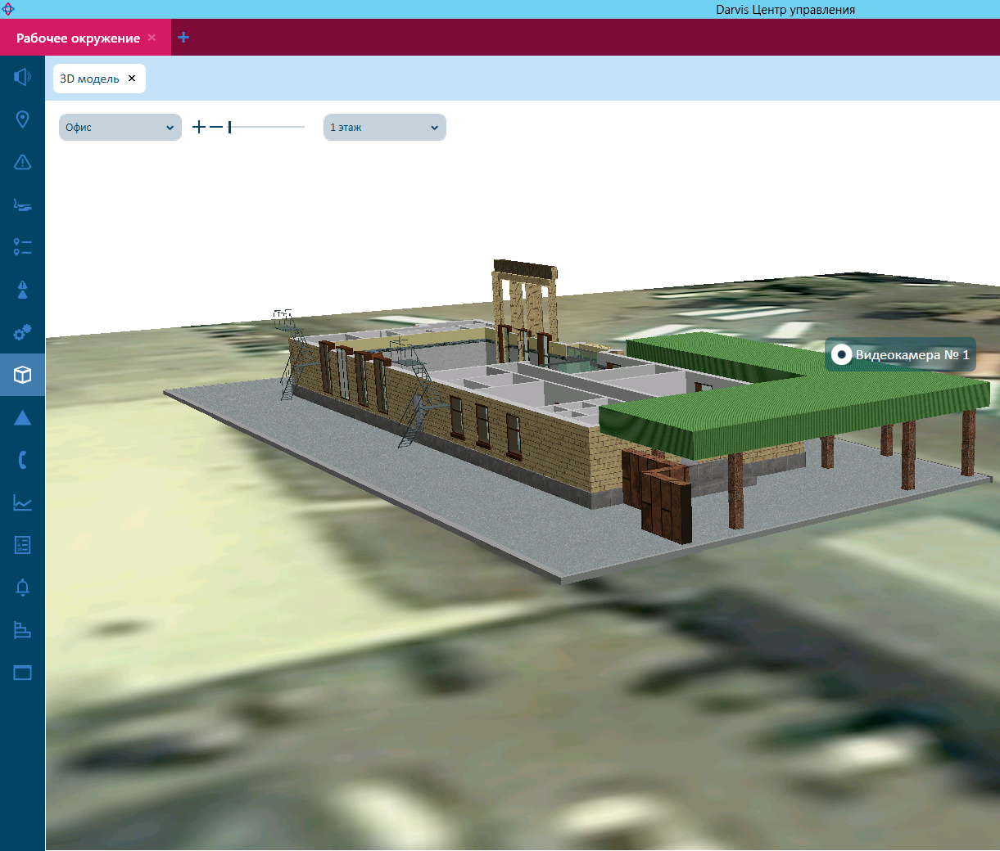 Darvis Центр управления
Рабочее окружение
3D модель
Офис
1 этаж
Видеокамера № 1